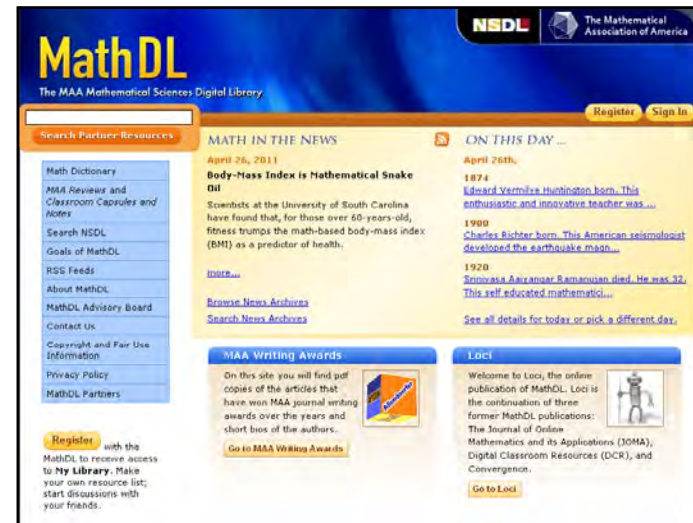 NSDL
The Mathematical
Association of America
MathDL
The MAA Mathematical Sciences Digital Library
Register
Sign In
Search Partner Resources
Math Dictionary
MAA Reviews and
Classroom Capsules and
Notes
Search NSDL
Goals of MathDL
RSS Feeds
About MathDL
MathDL Advisory Board
Contact Us
Copyright and Fair Use
Information
Privacy Policy
MathDL Partners
Register with the
MathDL to receive access
to My Library. Make
your own resource list;
start discussions with
your friends.
MATH IN THE NEWS
April 26, 2011
Body-Mass Index is Mathematical Snake
Oil
Scientists at the University of South Carolina
have found that, for those over 60-years-old,
fitness trumps the math-based body-mass index
(BMI) as a predictor of health.
more...
Browse News Archives
Search News Archives
ON THIS DAY ...
April 26th,
1874
Edward Vermilye Huntington born. This
enthusiastic and innovative teacher was ...
1900
Charles Richter born. This American seismologist
developed the earthquake magn...
1920
Srinivasa Aaiyangar Ramanujan died. He was 32.
This self educated mathematici...
See all details for today or pick a different day.
MAA Writing Awards
On this site you will find pdf
copies of the articles that
have won MAA journal writing
awards over the years and
short bios of the authors.
Go to MAA Writing Awards
Loci
Welcome to Loci, the online
publication of MathDL. Loci is
the continuation of three
former MathDL publications:
The Journal of Online
Mathematics and its Applications (JOMA),
Digital Classroom Resources (DCR), and
Convergence.
Go to Loci